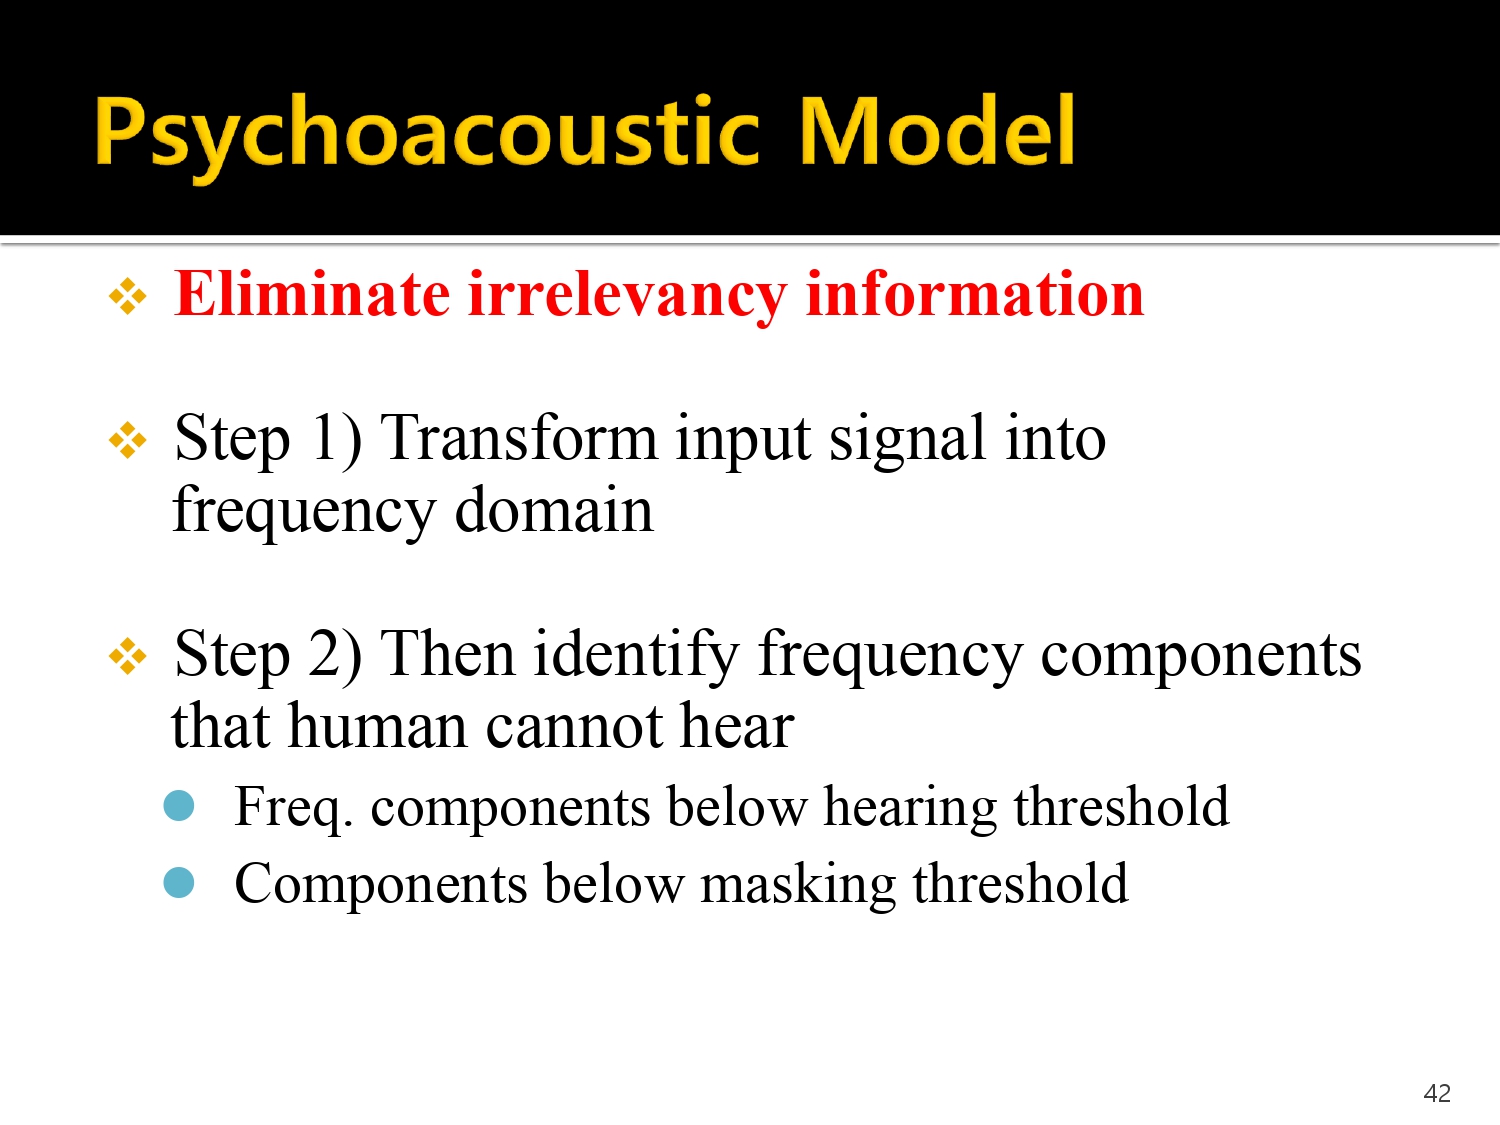 Psychoacoustic Model
Eliminate irrelevancy information
Step 1) Transform input signal into
frequency domain
Step 2) Then identify frequency components
that human cannot hear
Freq. components below hearing threshold
Components below masking threshold
42